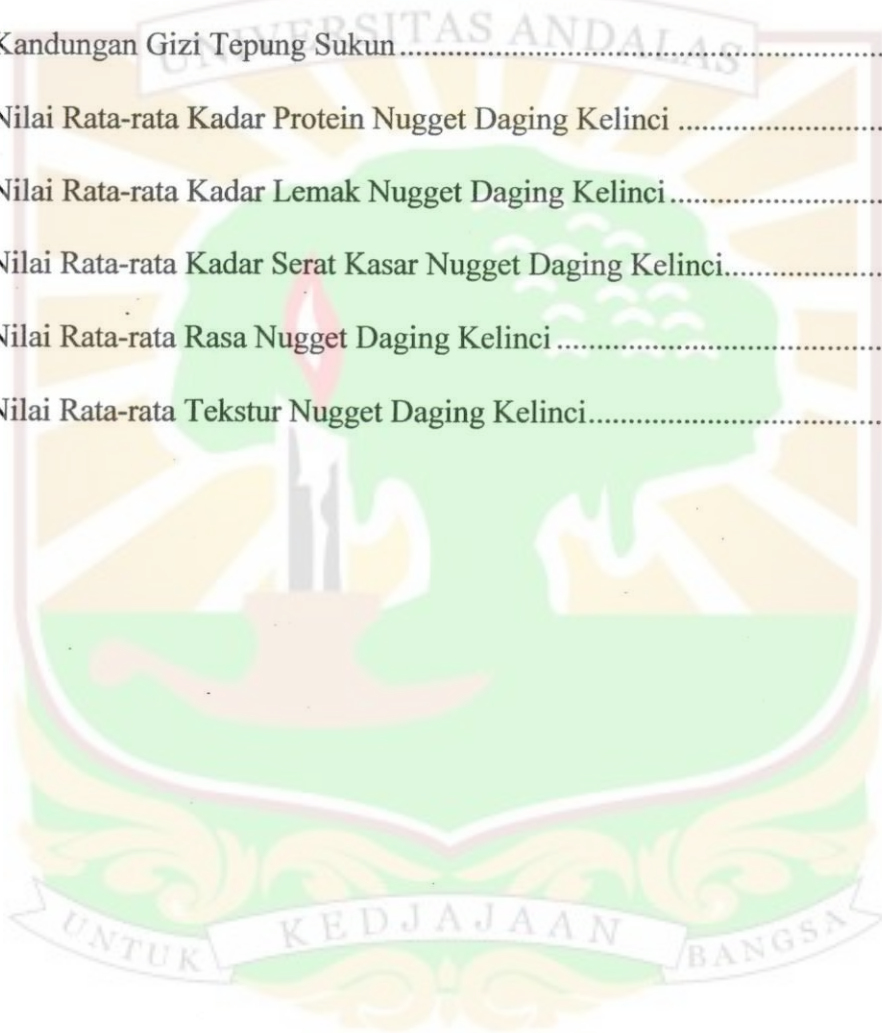 UNIVERSITAS ANDALAS
Kandungan Gizi Tepung Sukun ........................................................
Nilai Rata-rata Kadar Protein Nugget Daging Kelinci ........................
Nilai Rata-rata Kadar Lemak Nugget Daging Kelinci .........................
Nilai Rata-rata Kadar Serat Kasar Nugget Daging Kelinci..................
Nilai Rata-rata Rasa Nugget Daging Kelinci ......................................
Nilai Rata-rata Tekstur Nugget Daging Kelinci..................................
UNTUK KEDJAJAAN BANGSA